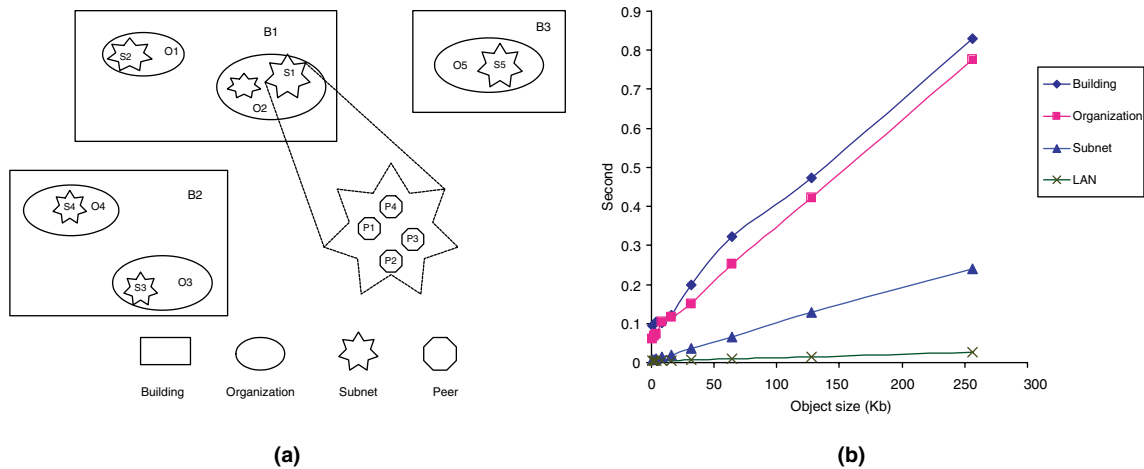 B1
S2
O1
S1
O2
B3
O5
S5
B2
S4
O4
S3
O3
P4
P1
P3
P2
Building
Organization
Subnet
Peer
(a)
0.9
0.8
0.7
0.6
0.5
0.4
0.3
0.2
0.1
0
Second
0
50
100
150
200
250
300
Object size (Kb)
Building
Organization
Subnet
LAN
(b)